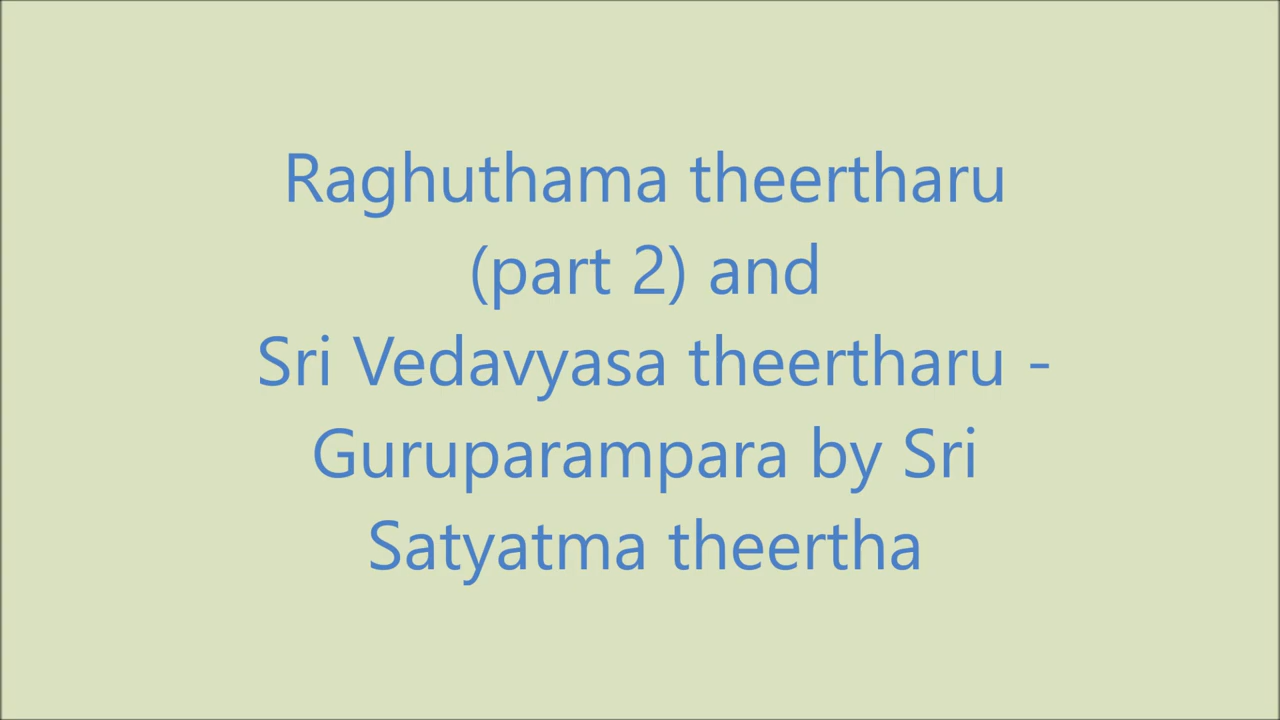 Raghuthama theertharu
(part 2) and
Sri Vedavyasa theertharu -
Guruparampara by Sri
Satyatma theertha